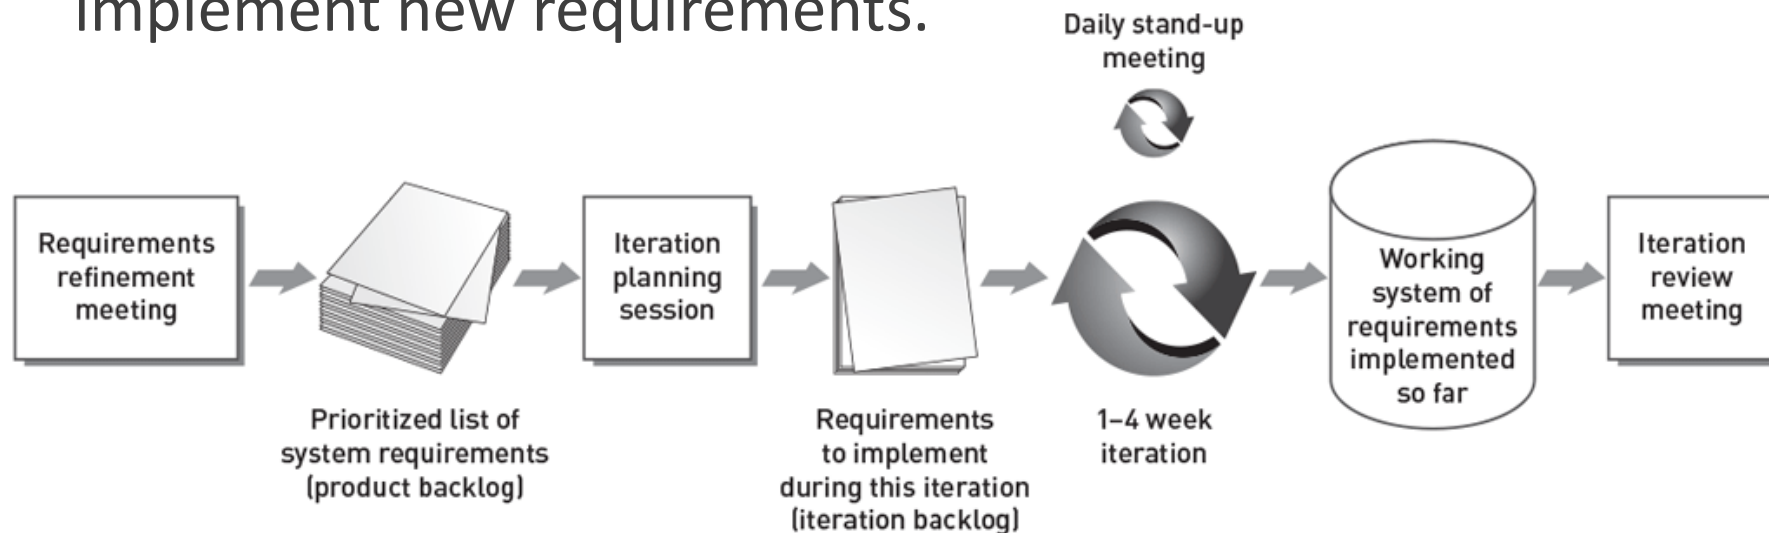 implement new requirements.
Daily stand-up
meeting
Requirements
refinement
meeting
Iteration
planning
session
Working
system of
requirements
implemented
so far
Iteration
review
meeting
Prioritized list of
system requirements
(product backlog)
Requirements
to implement
during this iteration
(iteration backlog)
1–4 week
iteration